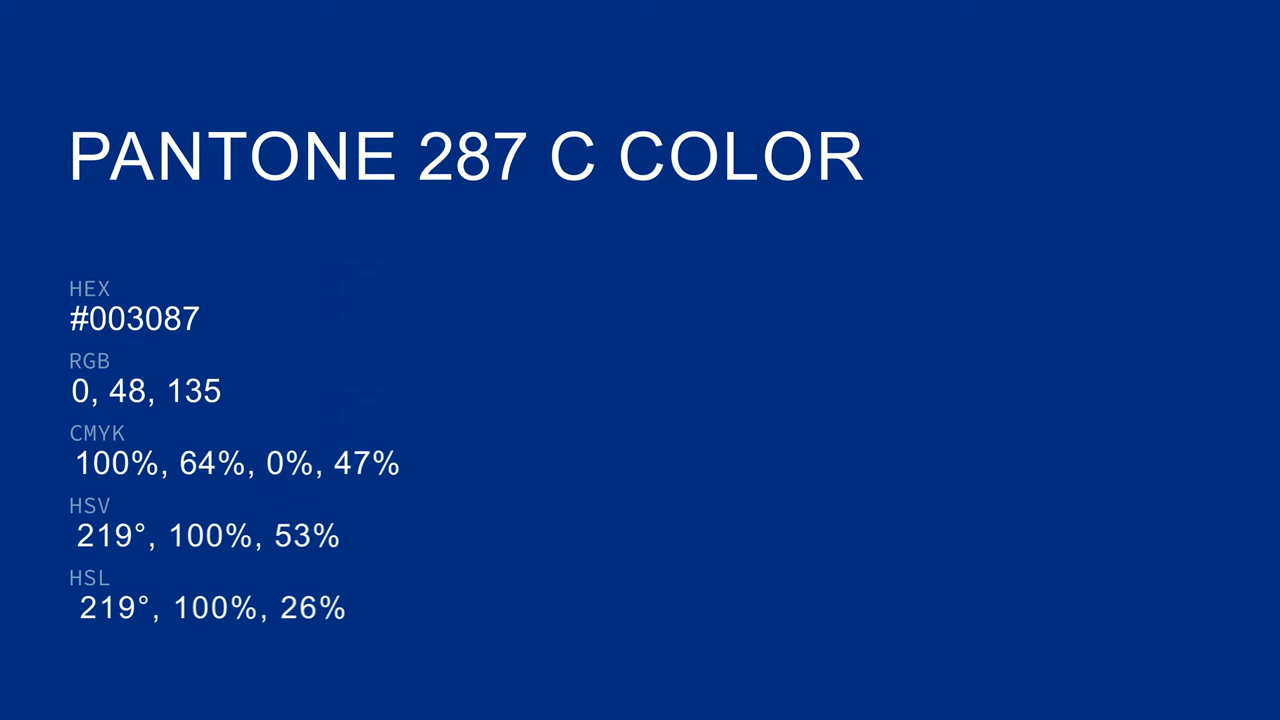 PANTONE 287 C COLOR
HEX
#003087
RGB
0, 48, 135
CMYK
100%, 64%, 0%, 47%
HSV
219°, 100%, 53%
HSL
219°, 100%, 26%